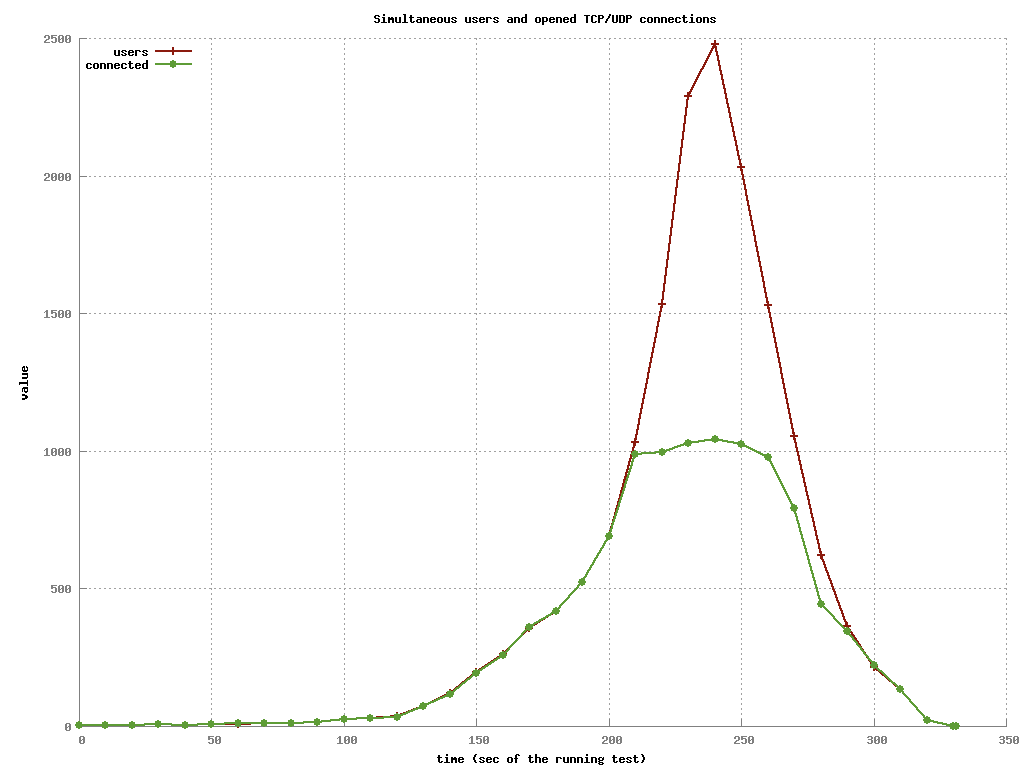 Simultaneous users and opened TCP/UDP connections
users
connected
2500
2000
1500
1000
500
0
value
0 50 100 150 200 250 300 350
time (sec of the running test)